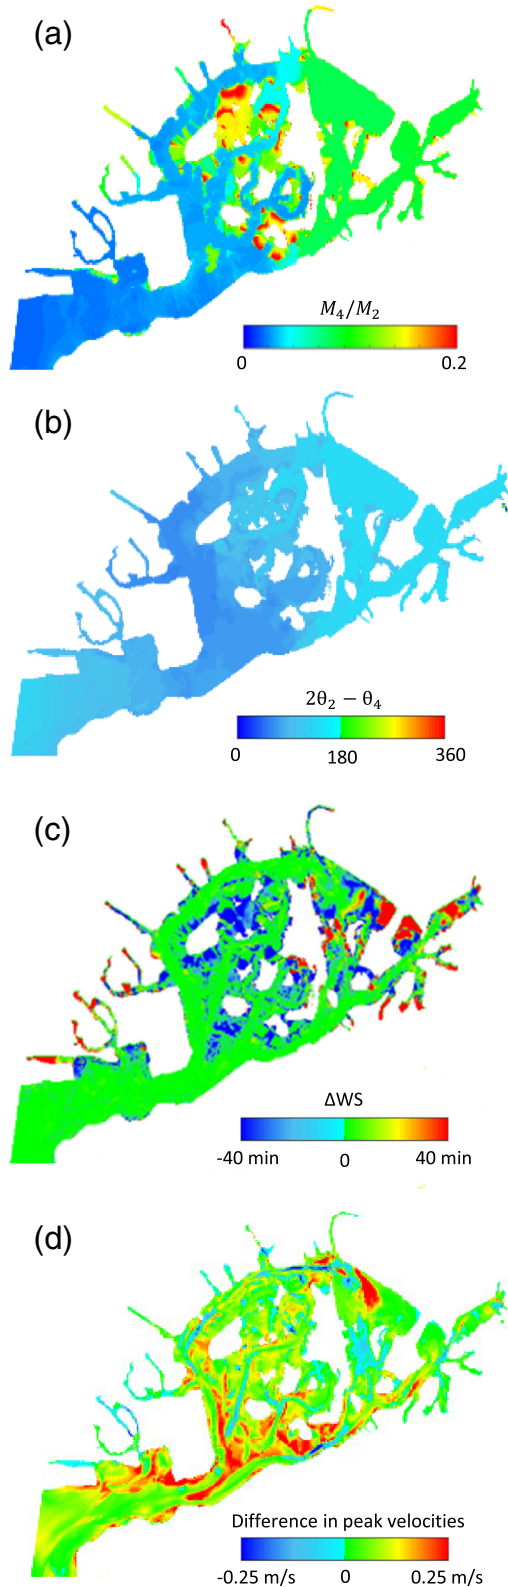 (a)
M₄/M₂
0 0.2
(b)
2θ₂ − θ₄
0 180 360
(c)
ΔWS
-40 min 0 40 min
(d)
Difference in peak velocities
-0.25 m/s 0 0.25 m/s